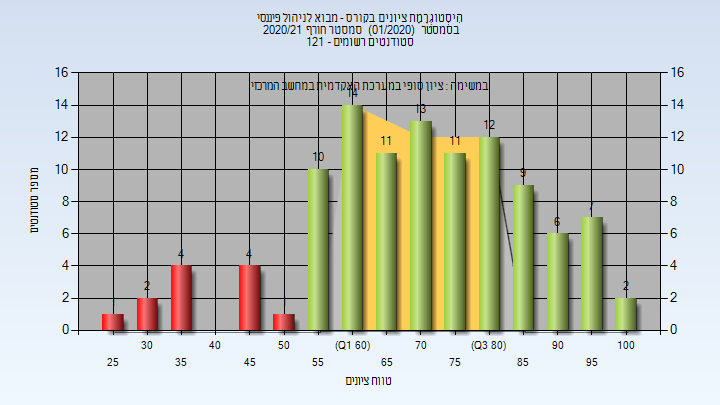 היסטוגרמת ציונים בקורס - מבוא לניהול פיננסי
בסמסטר (01/2020) סמסטר חורף 2020/21
סטודנטים רשומים - 121
במשימה : ציון סופי במערכת האקדמית במחשב המרכזי
מספר סטודנטים
16 16
14 14
12 12
10 10
8 8
6 6
4 4
2 2
0 0
2 4 4 10 14 11 13 11 12 9 6 7 2
30 40 50 (Q1 60) 70 (Q3 80) 90 100
25 35 45 55 65 75 85 95
טווח ציונים